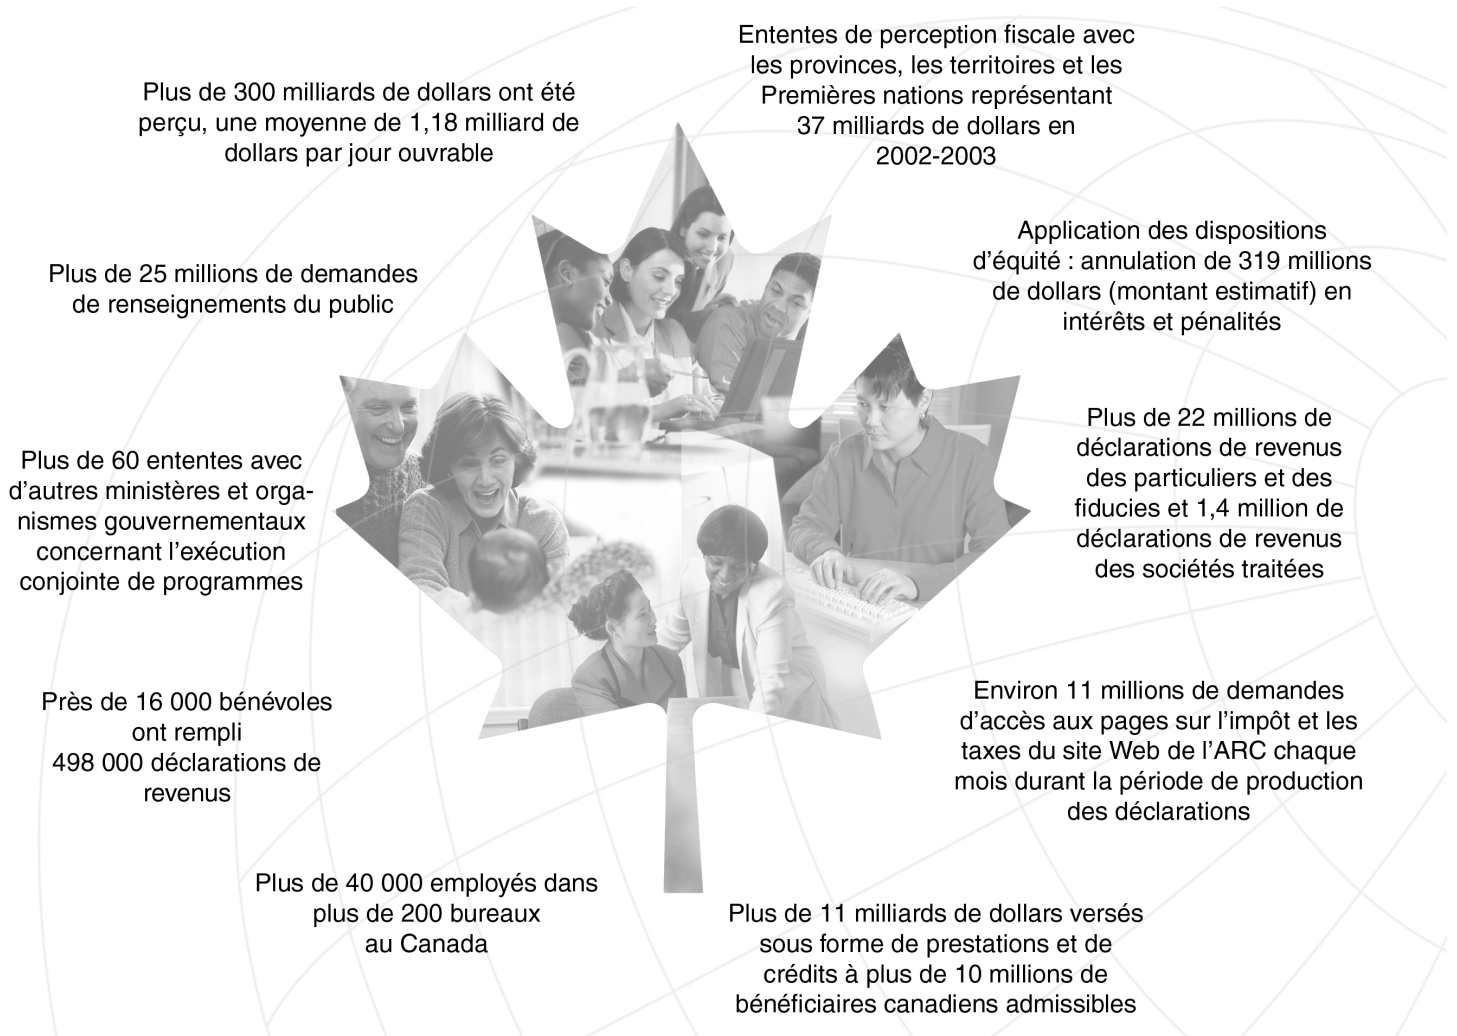 Ententes de perception fiscale avec
les provinces, les territoires et les
Premières nations représentant
37 milliards de dollars en
2002-2003
Plus de 300 milliards de dollars ont été
perçu, une moyenne de 1,18 milliard de
dollars par jour ouvrable
Application des dispositions
d'équité : annulation de 319 millions
de dollars (montant estimatif) en
intérêts et pénalités
Plus de 25 millions de demandes
de renseignements du public
Plus de 22 millions de
déclarations de revenus
des particuliers et des
fiducies et 1,4 million de
déclarations de revenus
des sociétés traitées
Plus de 60 ententes avec
d'autres ministères et orga-
nismes gouvernementaux
concernant l'exécution
conjointe de programmes
Environ 11 millions de demandes
d'accès aux pages sur l'impôt et les
taxes du site Web de l'ARC chaque
mois durant la période de production
des déclarations
Près de 16 000 bénévoles
ont rempli
498 000 déclarations de
revenus
Plus de 40 000 employés dans
plus de 200 bureaux
au Canada
Plus de 11 milliards de dollars versés
sous forme de prestations et de
crédits à plus de 10 millions de
bénéficiaires canadiens admissibles